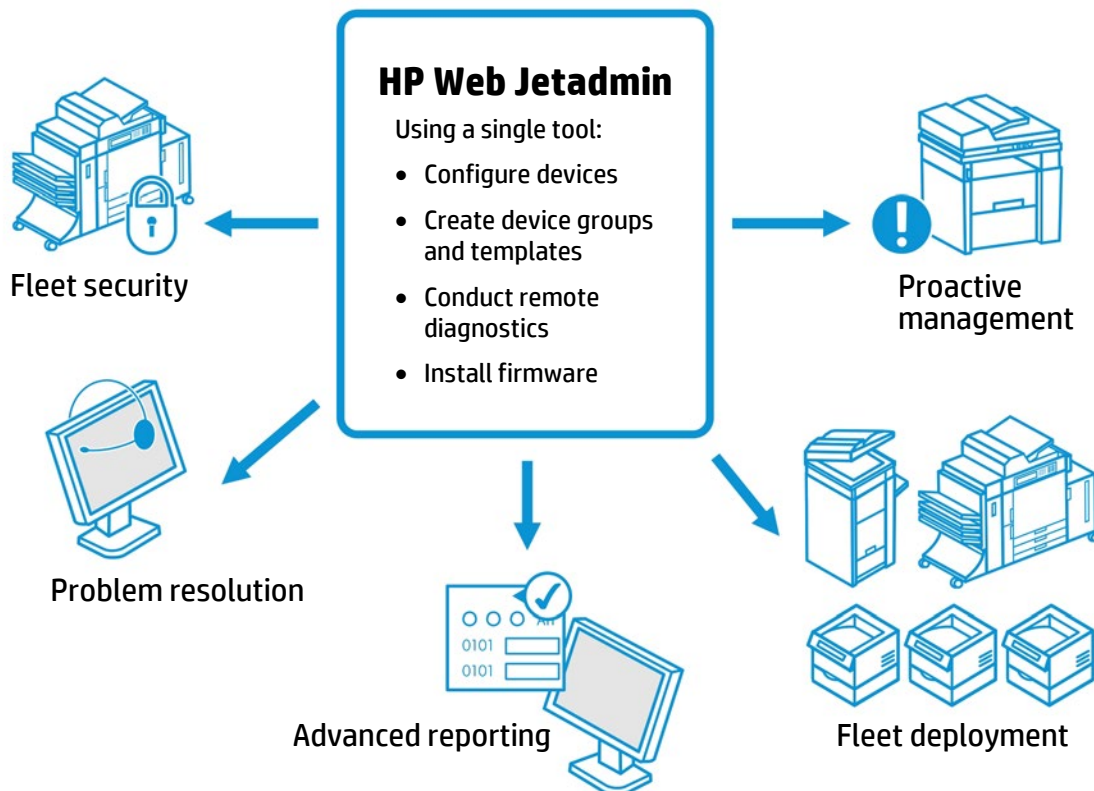 HP Web Jetadmin
Using a single tool:
• Configure devices
• Create device groups
and templates
• Conduct remote
diagnostics
• Install firmware
Fleet security
Proactive
management
Problem resolution
0101
0101
Advanced reporting
Fleet deployment